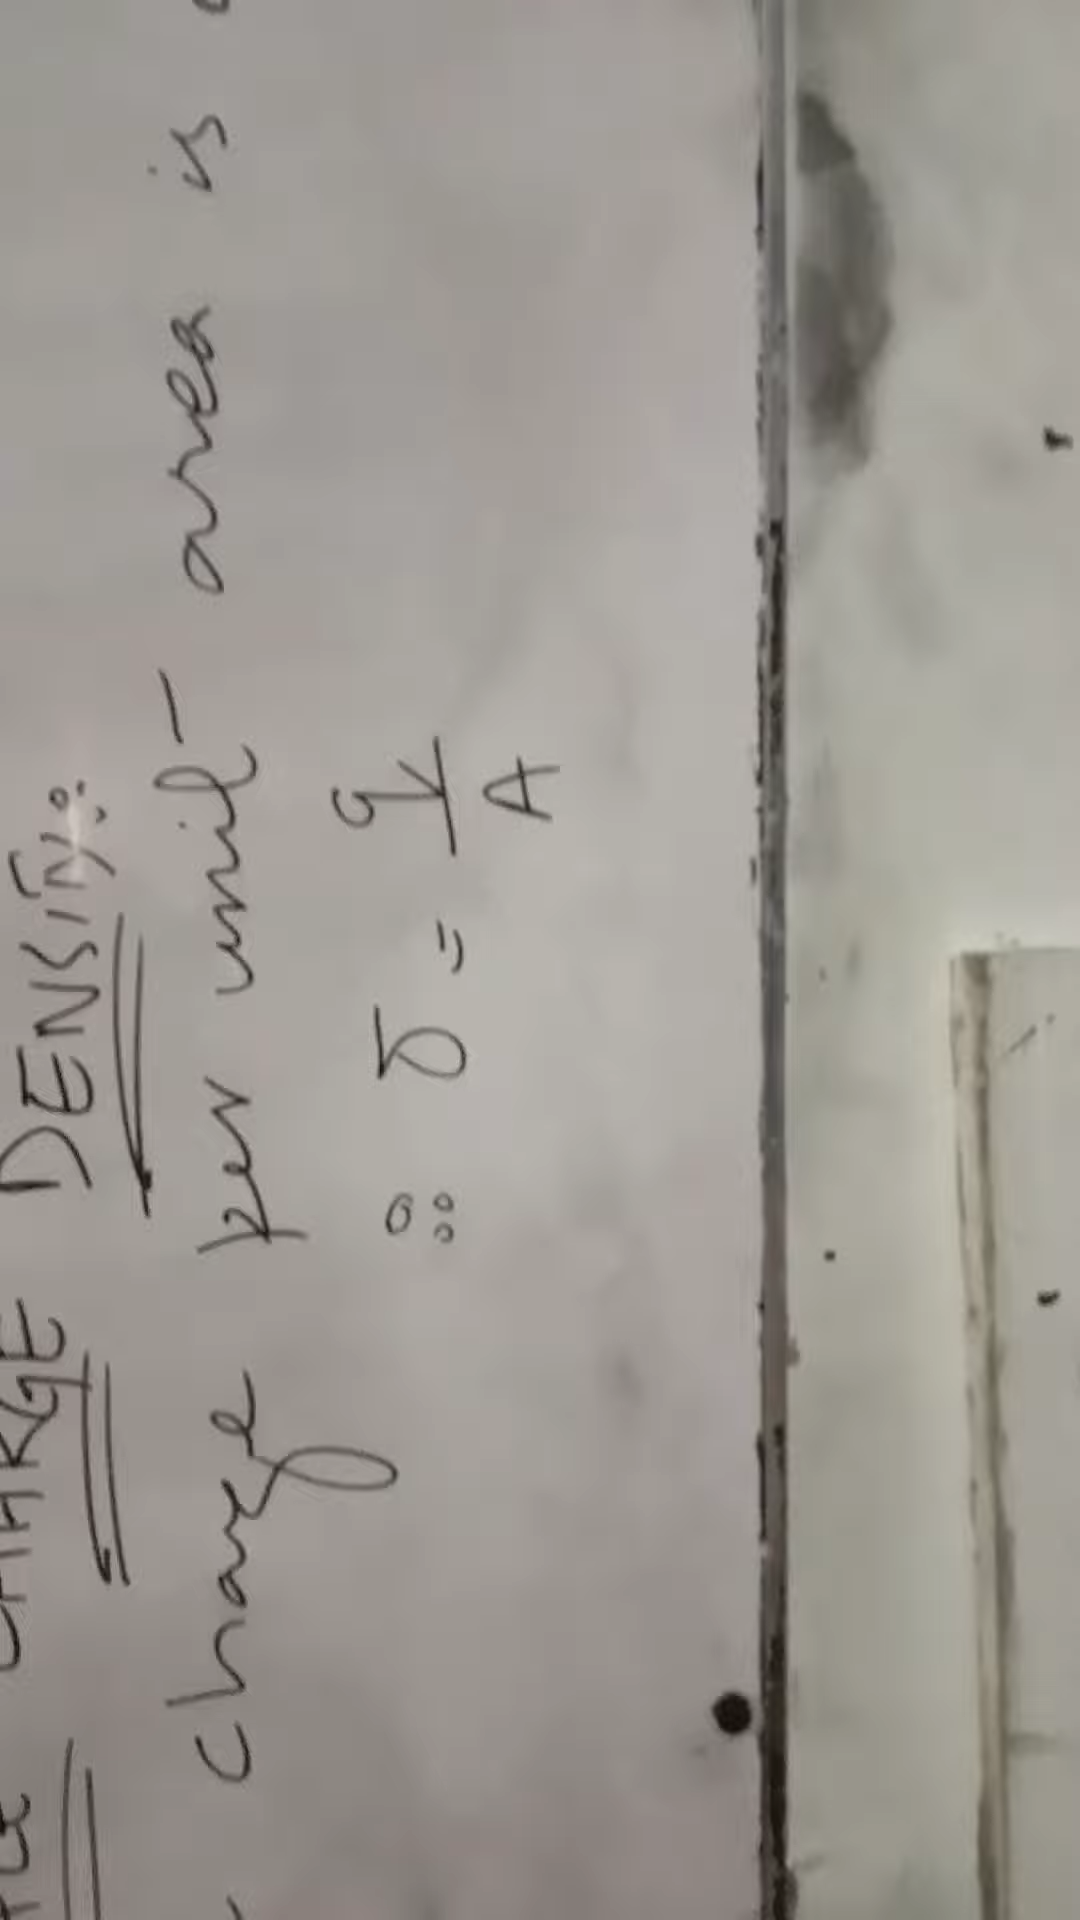 CHARGE DENSITY:
charge per unit area is
∴ σ = q/A